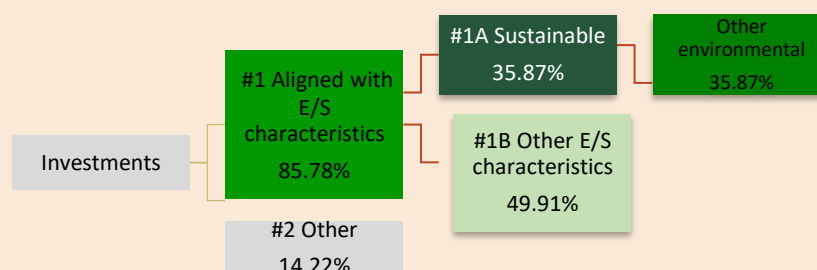 Investments
#1 Aligned with
E/S
characteristics
85.78%
#2 Other
14.22%
#1A Sustainable
35.87%
#1B Other E/S
characteristics
49.91%
Other
environmental
35.87%